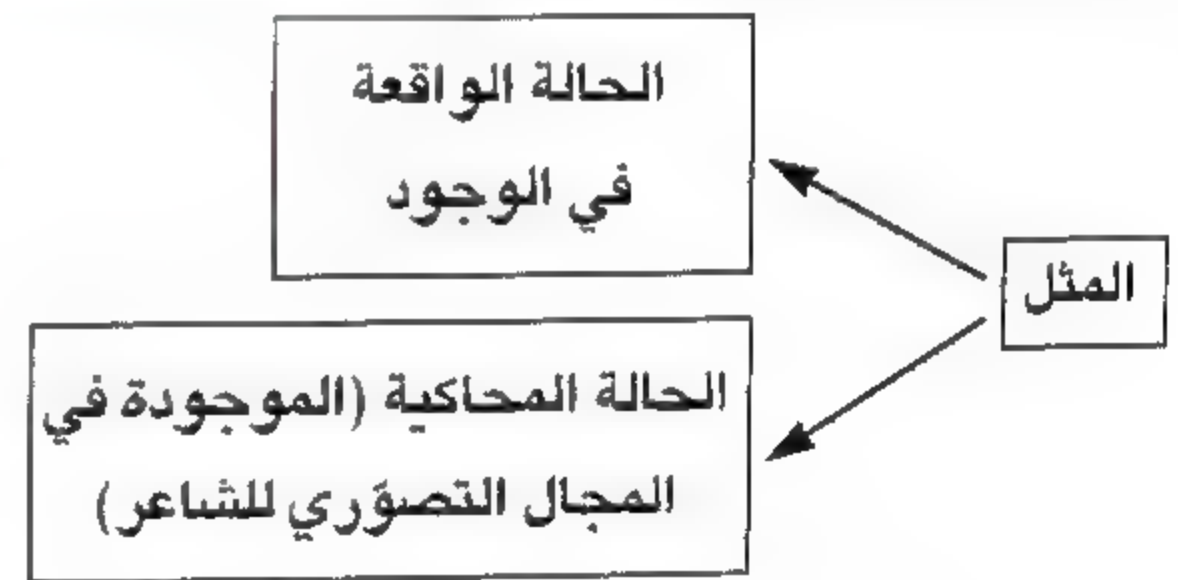 الحالة الواقعة
في الوجود
المثل
الحالة المحاكية (الموجودة في
المجال التصوّري للشاعر)